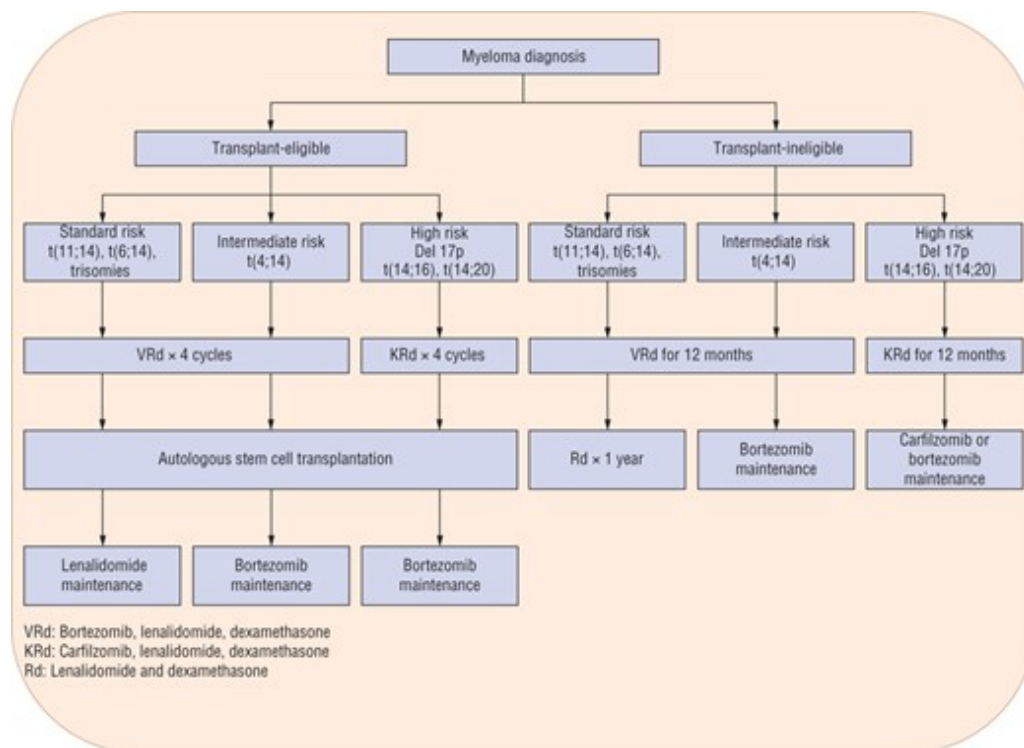 Myeloma diagnosis
Transplant-eligible
Transplant-ineligible
Standard risk
t(11;14), t(6;14),
trisomies
Intermediate risk
t(4;14)
High risk
Del 17p
t(14;16), t(14;20)
Standard risk
t(11;14), t(6;14),
trisomies
Intermediate risk
t(4;14)
High risk
Del 17p
t(14;16), t(14;20)
VRd × 4 cycles
KRd × 4 cycles
VRd for 12 months
KRd for 12 months
Autologous stem cell transplantation
Rd × 1 year
Bortezomib
maintenance
Carfilzomib or
bortezomib
maintenance
Lenalidomide
maintenance
Bortezomib
maintenance
Bortezomib
maintenance
VRd: Bortezomib, lenalidomide, dexamethasone
KRd: Carfilzomib, lenalidomide, dexamethasone
Rd: Lenalidomide and dexamethasone